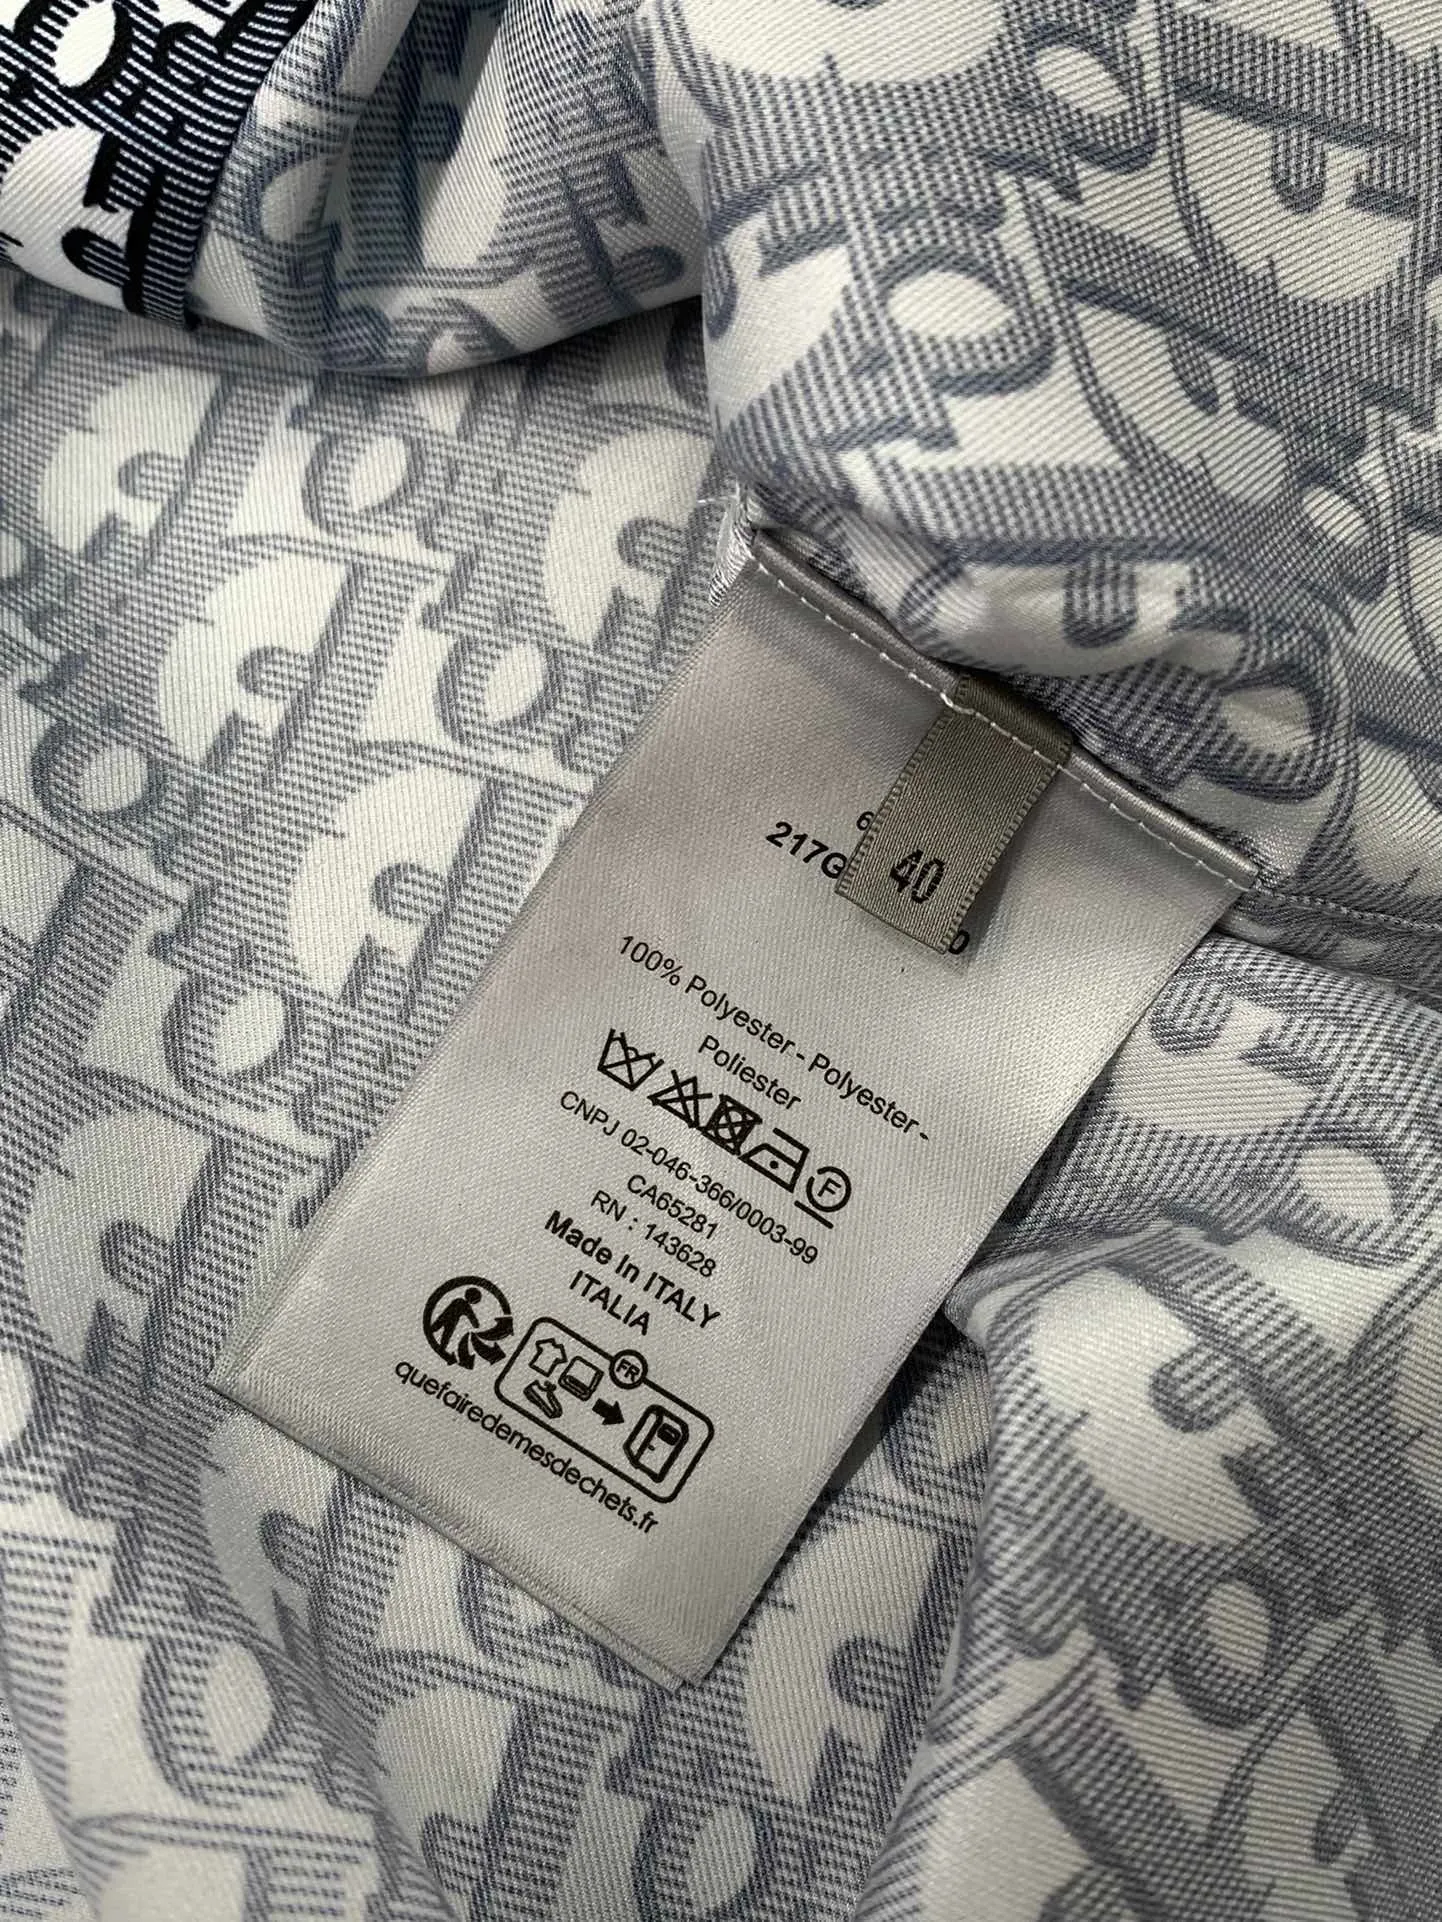 40
217G
100% Polyester - Polyester -
Poliester
F
CNPJ 02-046-366/0003-99
CA65281
RN : 143628
Made In ITALY
ITALIA
FR
quefairedemesdechets.fr